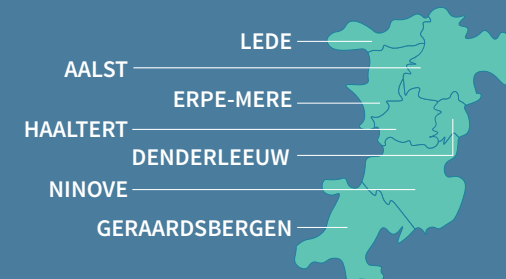 LEDE
AALST
ERPE-MERE
HAALTERT
DENDERLEEUW
NINOVE
GERAARDSBERGEN